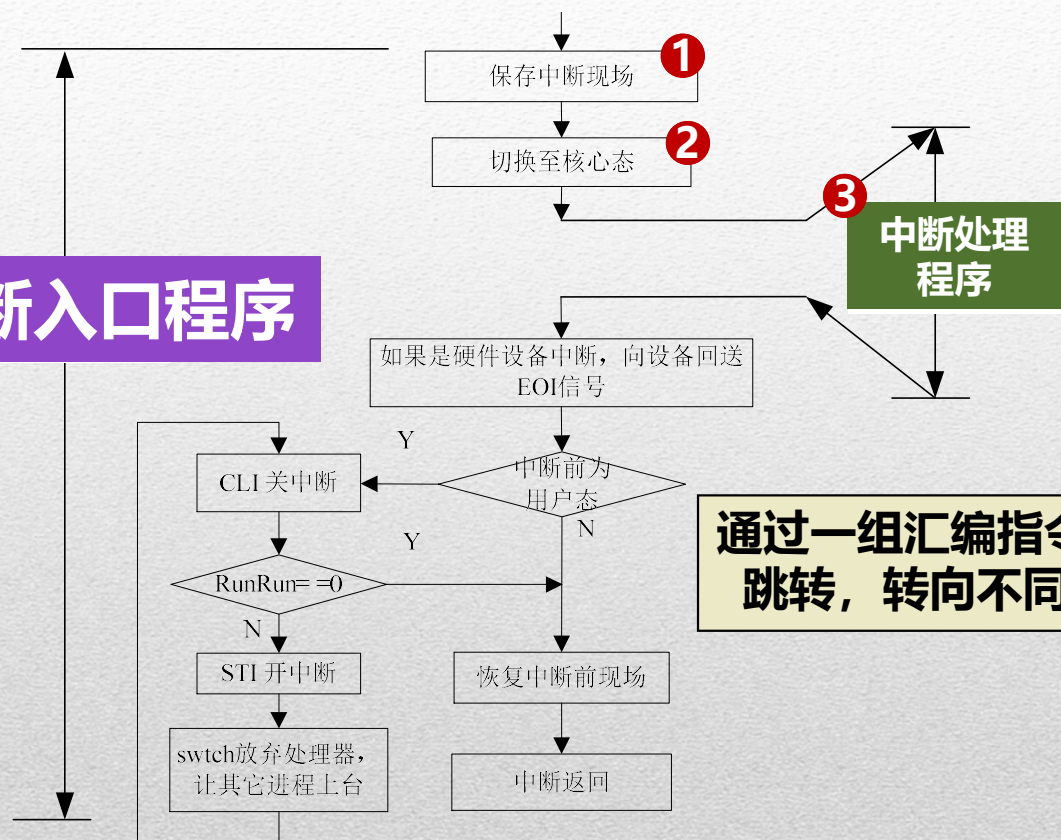 保存中断现场
1
切换至核心态
2
3
中断处理
程序
断入口程序
如果是硬件设备中断，向设备回送
EOI信号
Y
中断前为
用户态
CLI 关中断
N
Y
RunRun= =0
通过一组汇编指令
跳转，转向不同
N
STI 开中断
恢复中断前现场
swtch放弃处理器，
让其它进程上台
中断返回